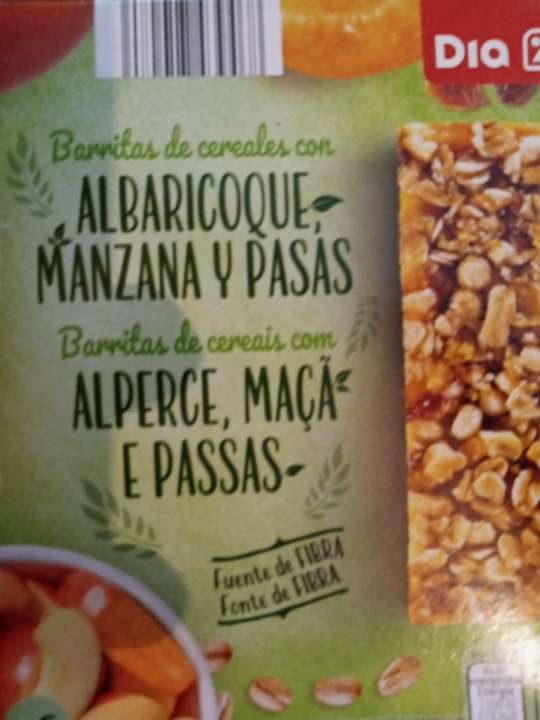 Dia
Barritas de cereales con
ALBARICOQUE,
MANZANA Y PASAS
Barritas de cereais com
ALPERCE, MAÇÃ
E PASSAS
Fuente de FIBRA
Fonte de FIBRA
Energía